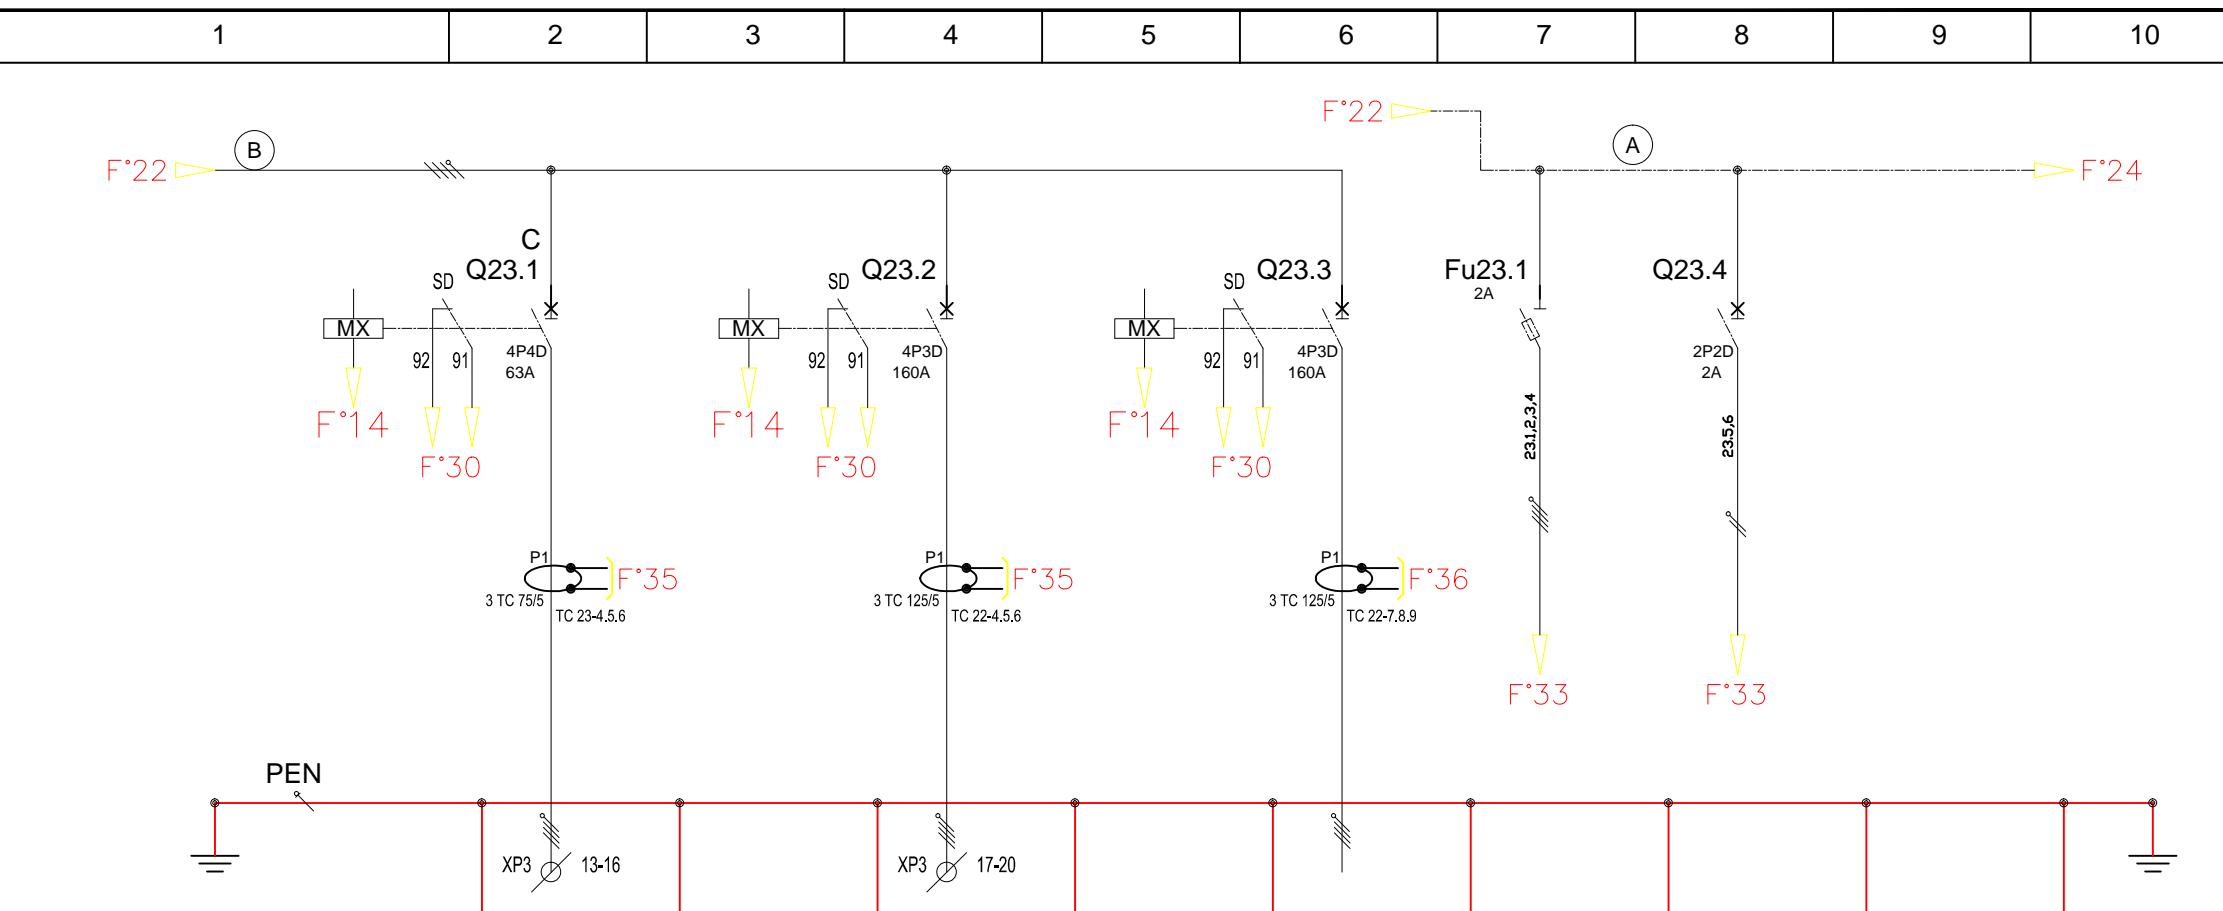 1 2 3 4 5 6 7 8 9 10
F°22
B
F°22
A
F°24
C
Q23.1
Q23.2
Q23.3
Fu23.1
2A
Q23.4
SD
SD
SD
MX
MX
MX
92 91
4P4D
63A
92 91
4P3D
160A
92 91
4P3D
160A
2P2D
2A
F°14
F°30
F°14
F°30
F°14
F°30
23.1,2,3,4
23.5,6
P1
F°35
3 TC 75/5
TC 23-4.5.6
P1
F°35
3 TC 125/5
TC 22-4.5.6
P1
F°36
3 TC 125/5
TC 22-7.8.9
F°33
F°33
PEN
XP3 13-16
XP3 17-20